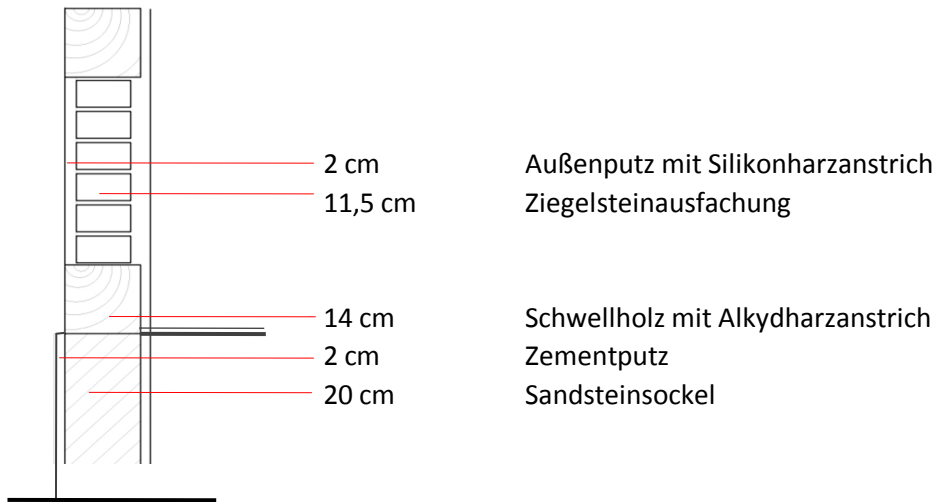 2 cm Außenputz mit Silikonharzanstrich
11,5 cm Ziegelsteinausfachung
14 cm Schwellholz mit Alkydharzanstrich
2 cm Zementputz
20 cm Sandsteinsockel